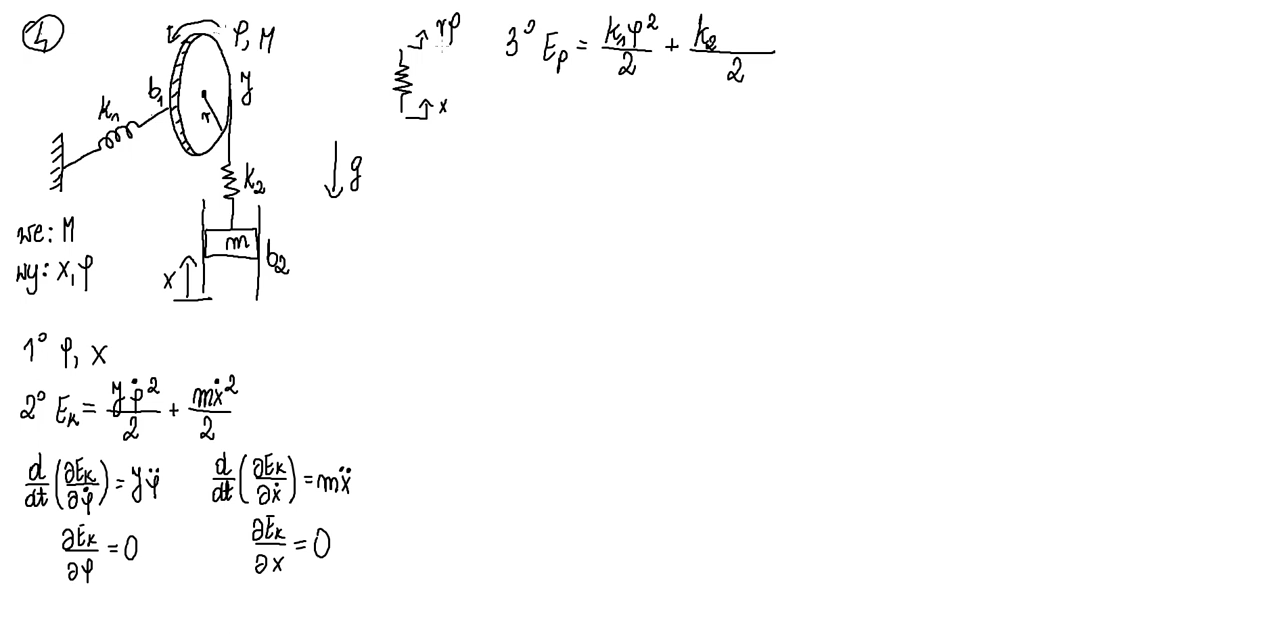 4
φ, M
k₁
b₁
J
r
k₂
g
m
b₂
x
we: M
wy: x, φ
rφ
x
1° φ, x
2° Eₖ = Jφ̇²/2 + mẋ²/2
d/dt(∂Eₖ/∂φ̇) = Jφ̈    d/dt(∂Eₖ/∂ẋ) = mẍ
∂Eₖ/∂φ = 0    ∂Eₖ/∂x = 0
3° Eₚ = k₁φ²/2 + k₂/2